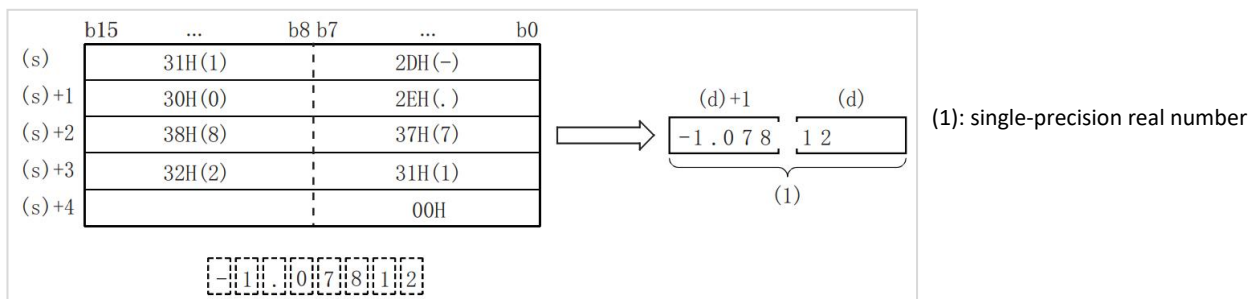 b15 ... b8 b7 ... b0
(s) 31H(1) 2DH(-)
(s)+1 30H(0) 2EH(.)
(s)+2 38H(8) 37H(7)
(s)+3 32H(2) 31H(1)
(s)+4 00H
(d)+1 (d)
-1.078 12
(1)
(1): single-precision real number
-1.07812